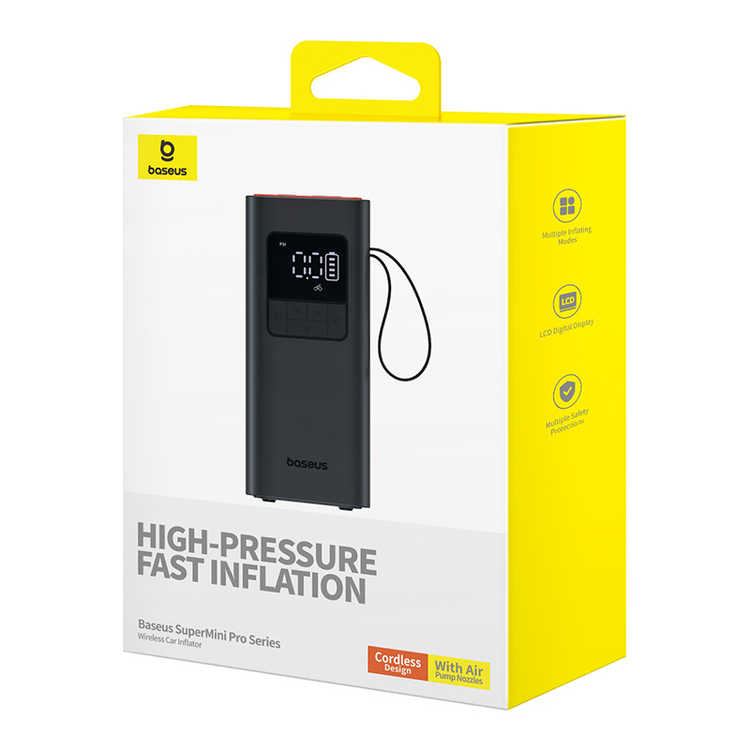 baseus
PSI
0.0
baseus
HIGH-PRESSURE
FAST INFLATION
Baseus SuperMini Pro Series
Wireless Car Inflator
Cordless
Design
With Air
Pump Nozzles
Multiple Inflating
Modes
LCD
LCD Digital Display
Multiple Safety
Protections